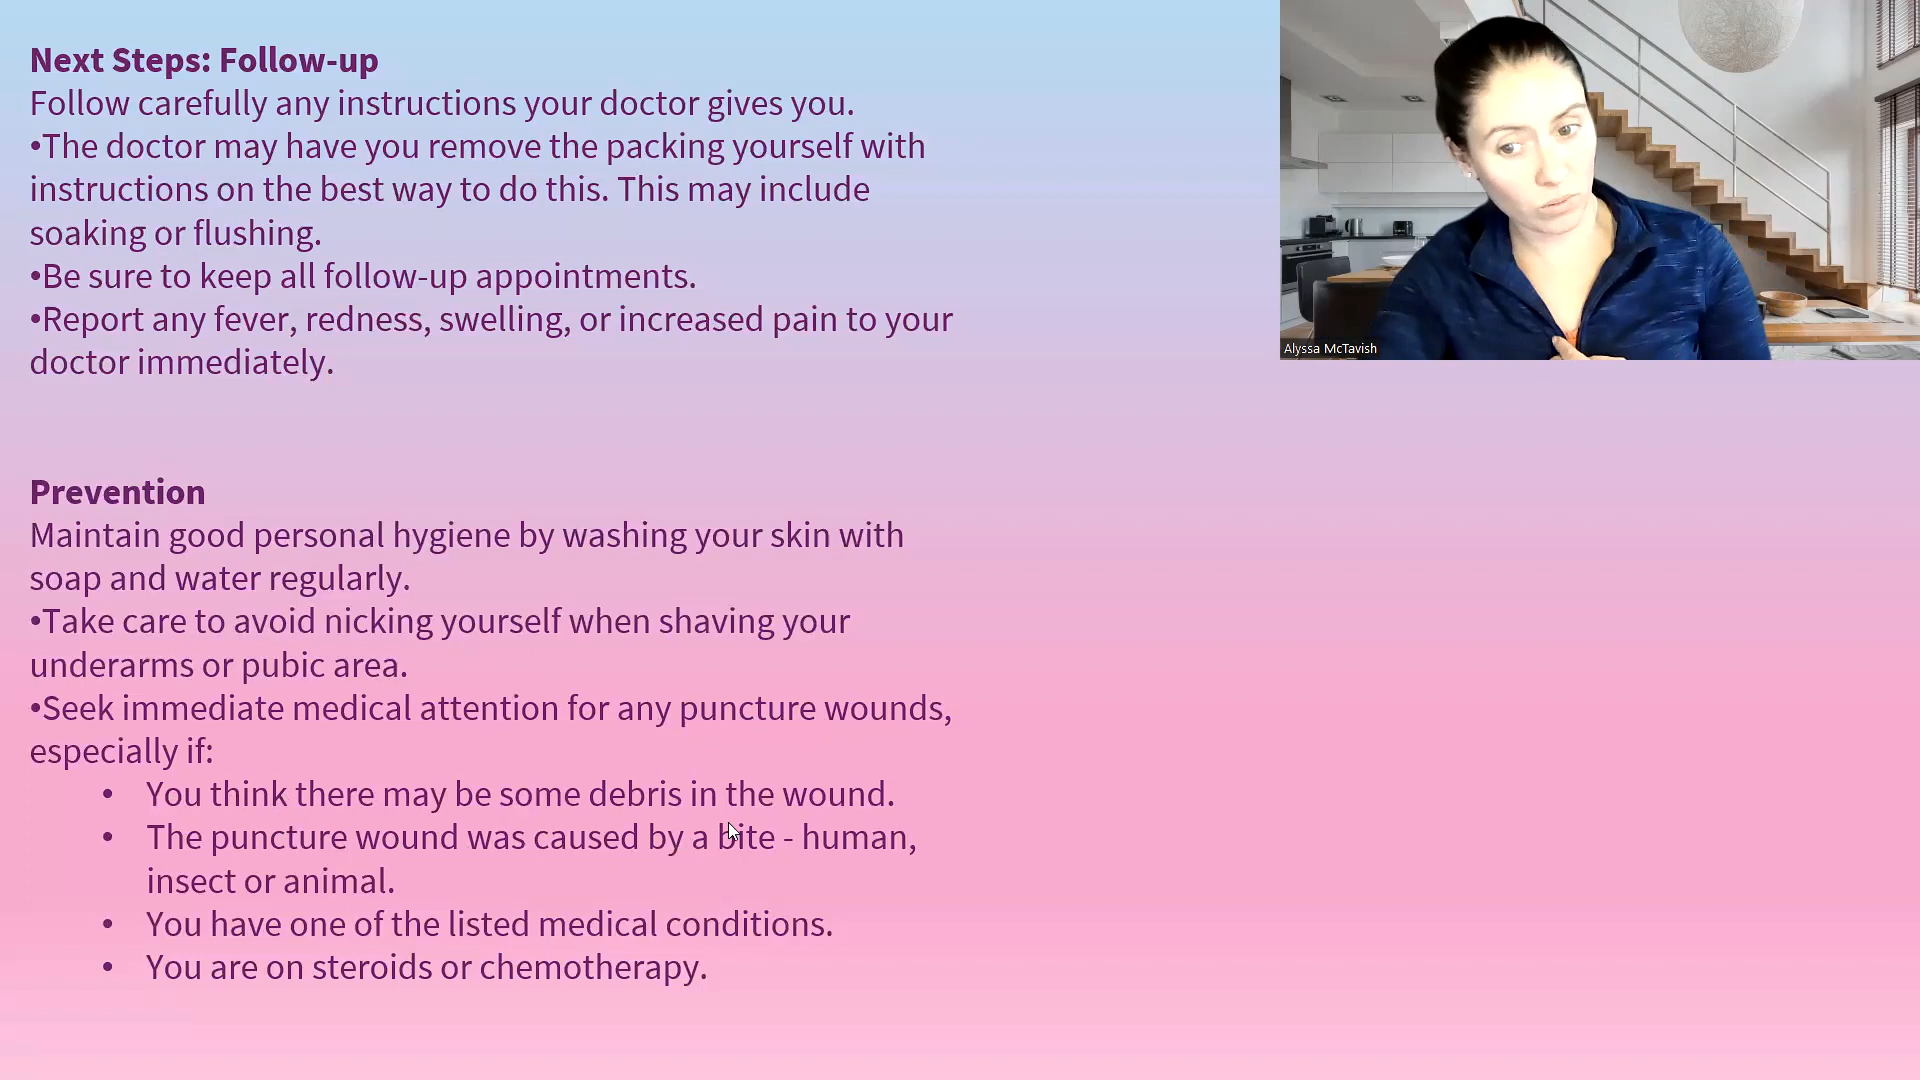 Next Steps: Follow-up
Follow carefully any instructions your doctor gives you.
•The doctor may have you remove the packing yourself with
instructions on the best way to do this. This may include
soaking or flushing.
•Be sure to keep all follow-up appointments.
•Report any fever, redness, swelling, or increased pain to your
doctor immediately.
Prevention
Maintain good personal hygiene by washing your skin with
soap and water regularly.
•Take care to avoid nicking yourself when shaving your
underarms or pubic area.
•Seek immediate medical attention for any puncture wounds,
especially if:
• You think there may be some debris in the wound.
• The puncture wound was caused by a bite - human,
insect or animal.
• You have one of the listed medical conditions.
• You are on steroids or chemotherapy.
Alyssa McTavish